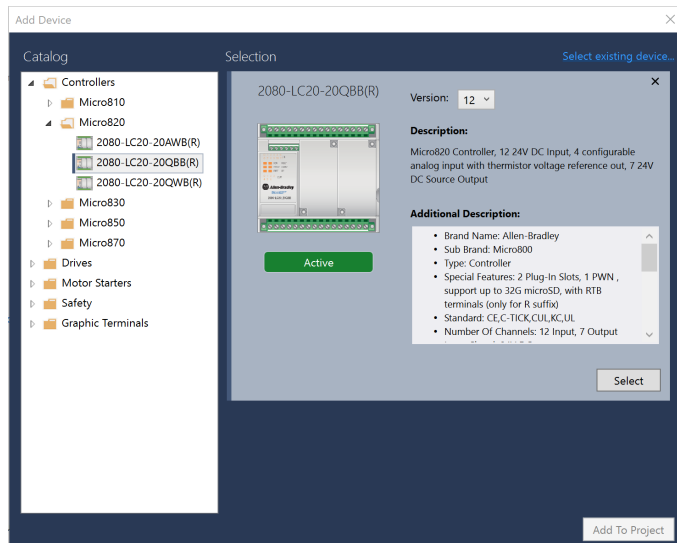 Add Device
Catalog
Selection
Select existing device...
Controllers
Micro810
Micro820
2080-LC20-20AWB(R)
2080-LC20-20QBB(R)
2080-LC20-20QWB(R)
Micro830
Micro850
Micro870
Drives
Motor Starters
Safety
Graphic Terminals
2080-LC20-20QBB(R)
Allen-Bradley
Active
Version:
12
Description:
Micro820 Controller, 12 24V DC Input, 4 configurable
analog input with thermistor voltage reference out, 7 24V
DC Source Output
Additional Description:
• Brand Name: Allen-Bradley
• Sub Brand: Micro800
• Type: Controller
• Special Features: 2 Plug-In Slots, 1 PWN ,
support up to 32G microSD, with RTB
terminals (only for R suffix)
• Standard: CE,C-TICK,CUL,KC,UL
• Number Of Channels: 12 Input, 7 Output
Select
Add To Project